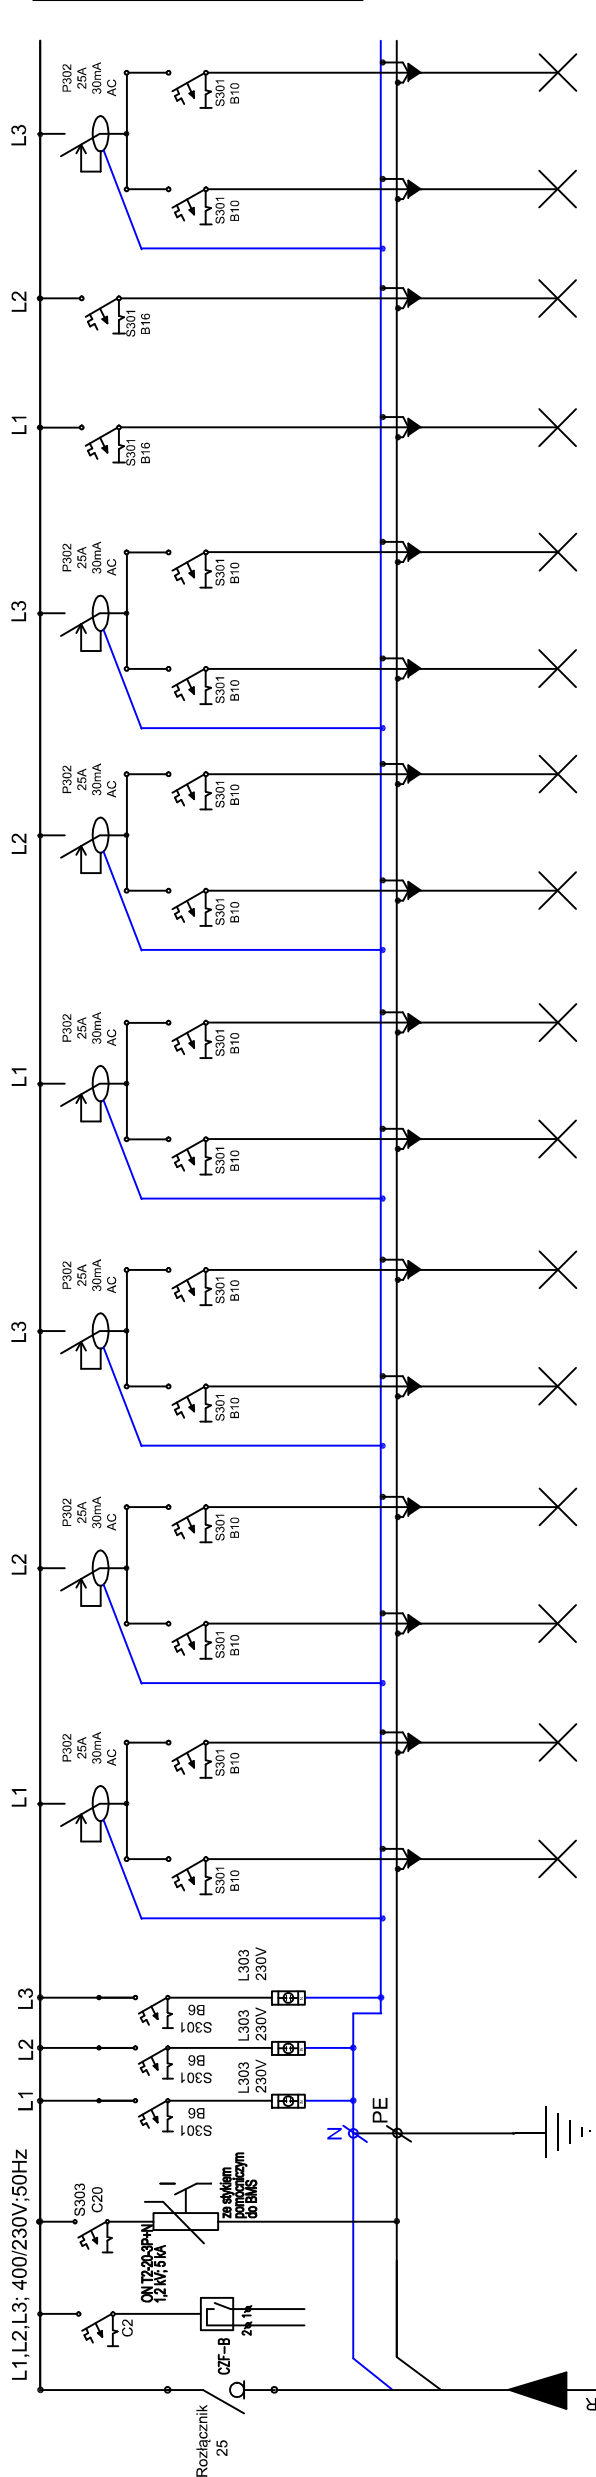 L1,L2,L3; 400/230V;50Hz
Rozłącznik
25
C2
CZF-B
2 1
S303
C20
ON T2-20-3P+N
1,2 kV; 5 kA
ze stykiem
pomocniczym
do BMS
N
PE
L1
S301
B6
L303
230V
L2
S301
B6
L303
230V
L3
S301
B6
L303
230V
L1
P302
25A
30mA
AC
S301
B10
S301
B10
L2
P302
25A
30mA
AC
S301
B10
S301
B10
L3
P302
25A
30mA
AC
S301
B10
S301
B10
L1
P302
25A
30mA
AC
S301
B10
S301
B10
L2
P302
25A
30mA
AC
S301
B10
S301
B10
L3
P302
25A
30mA
AC
S301
B10
S301
B10
L1
S301
B16
L2
S301
B16
L3
P302
25A
30mA
AC
S301
B10
S301
B10